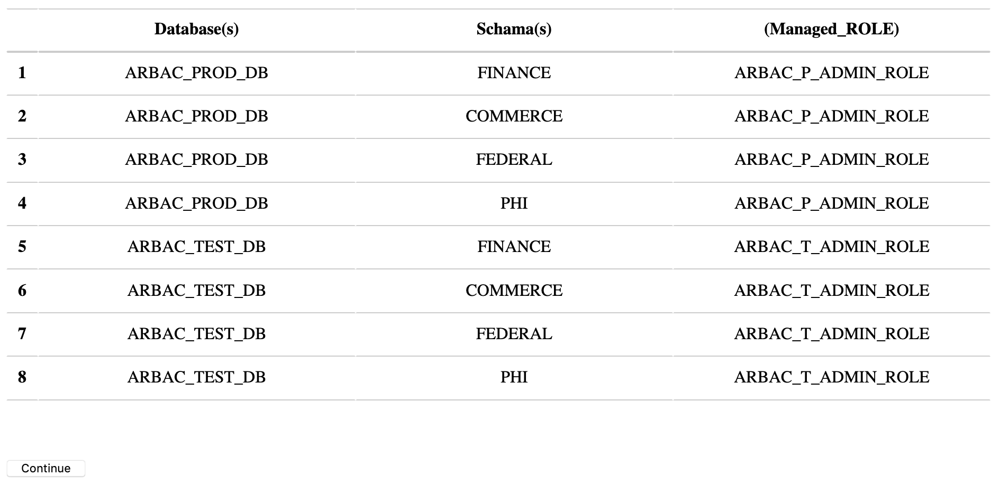 Database(s) Schama(s) (Managed_ROLE)
1 ARBAC_PROD_DB FINANCE ARBAC_P_ADMIN_ROLE
2 ARBAC_PROD_DB COMMERCE ARBAC_P_ADMIN_ROLE
3 ARBAC_PROD_DB FEDERAL ARBAC_P_ADMIN_ROLE
4 ARBAC_PROD_DB PHI ARBAC_P_ADMIN_ROLE
5 ARBAC_TEST_DB FINANCE ARBAC_T_ADMIN_ROLE
6 ARBAC_TEST_DB COMMERCE ARBAC_T_ADMIN_ROLE
7 ARBAC_TEST_DB FEDERAL ARBAC_T_ADMIN_ROLE
8 ARBAC_TEST_DB PHI ARBAC_T_ADMIN_ROLE
Continue